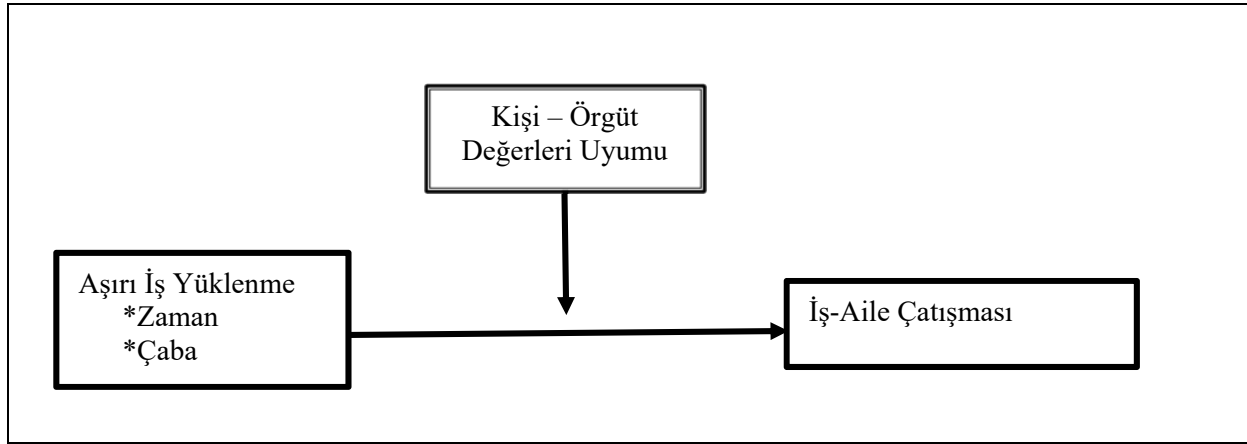 Kişi – Örgüt
Değerleri Uyumu
Aşırı İş Yüklenme
*Zaman
*Çaba
İş-Aile Çatışması